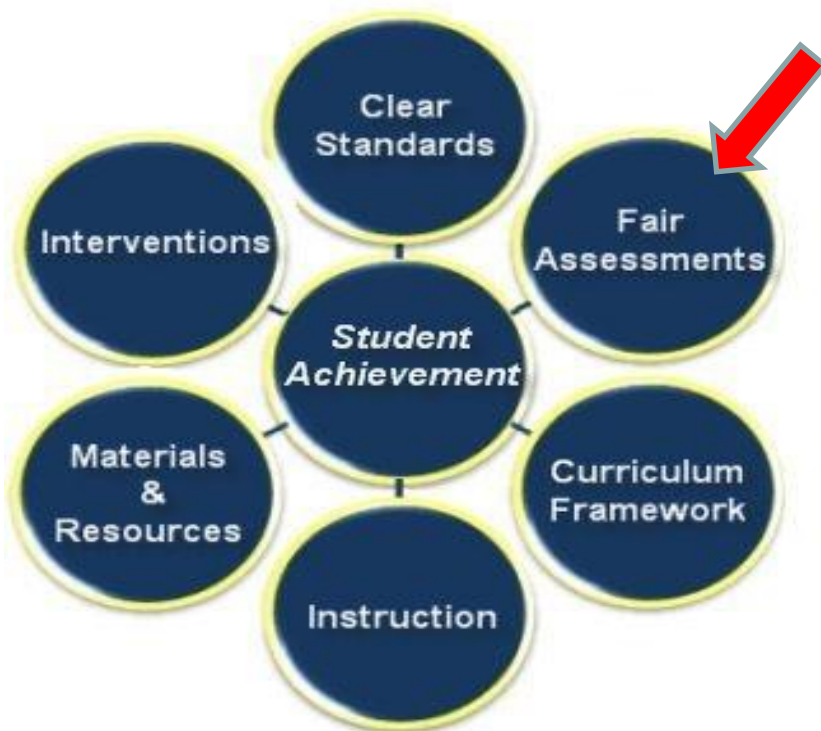 Clear
Standards
Fair
Assessments
Interventions
Student
Achievement
Materials
&
Resources
Curriculum
Framework
Instruction